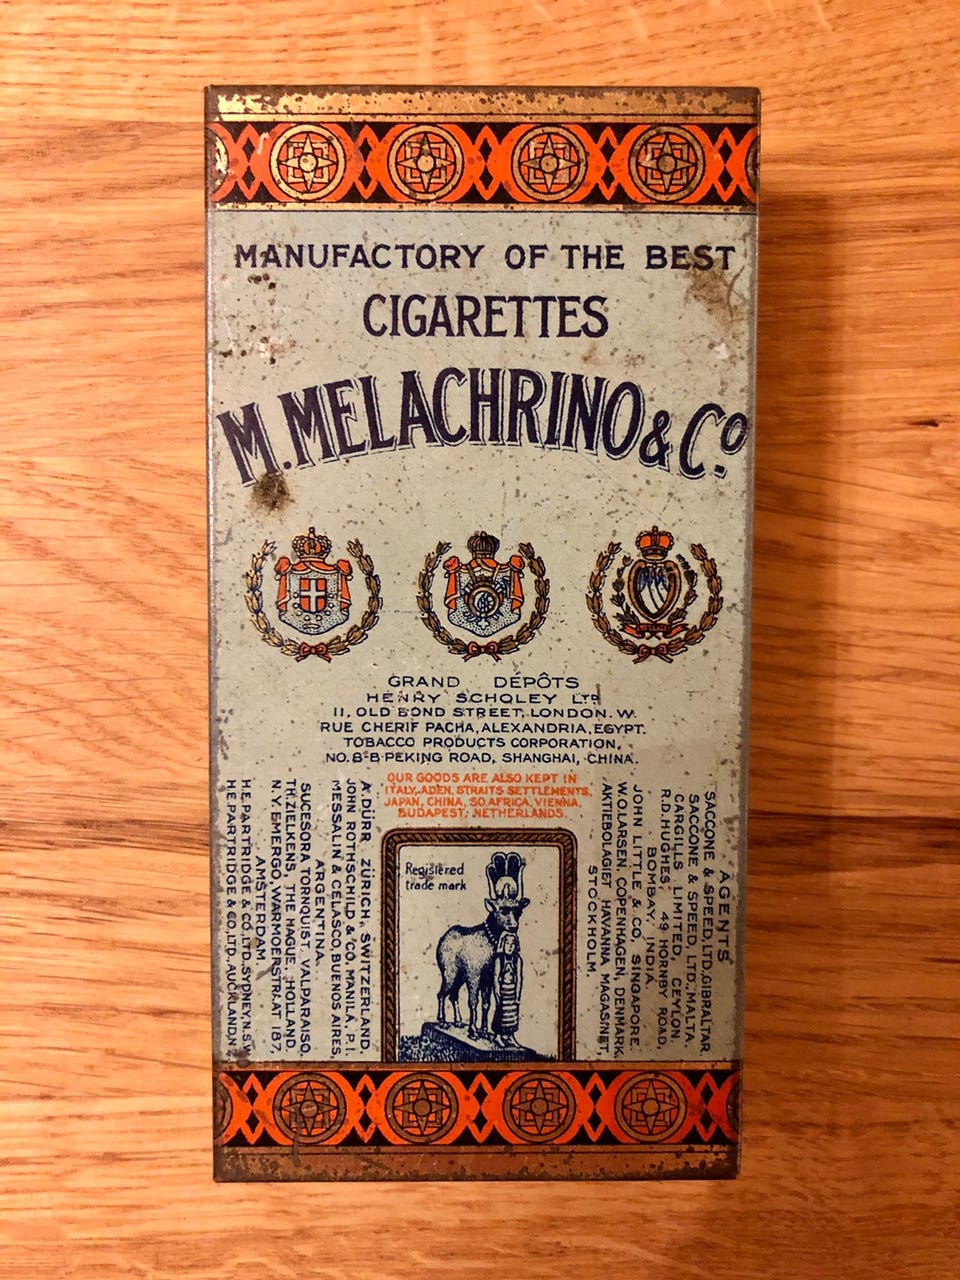 MANUFACTORY OF THE BEST
CIGARETTES
M. MELACHRINO & Co
GRAND DÉPÔTS
HENRY SCHOLEY LTD
11, OLD BOND STREET, LONDON. W.
RUE CHERIF PACHA, ALEXANDRIA, EGYPT.
TOBACCO PRODUCTS CORPORATION,
NO. 8-B PEKING ROAD, SHANGHAI, CHINA.
OUR GOODS ARE ALSO KEPT IN
ITALY, ADEN, STRAITS SETTLEMENTS,
JAPAN, CHINA, SO. AFRICA, VIENNA,
BUDAPEST, NETHERLANDS.
A. DÜRR, ZÜRICH, SWITZERLAND.
JOHN ROTHSCHILD & CO, MANILA, P.I.
MESSALIN & CELASCO, BUENOS AIRES,
ARGENTINA.
SUCESORA TORNQUIST, VALPARAISO,
TH. ZIELKENS, THE HAGUE, HOLLAND,
N.Y. EMERGO, WARMOESSTRAAT 187,
AMSTERDAM.
H.E. PARTRIDGE & CO. LTD. SYDNEY, N.S.
H.E. PARTRIDGE & CO, LTD, AUCKLAND N
Registered
trade mark
AGENTS
SACCONE & SPEED, LTD. GIBRALTAR
SACCONE & SPEED, LTD., MALTA.
CARGILLS LIMITED, CEYLON.
R.D. HUGHES, 49 HORNBY ROAD,
BOMBAY, INDIA.
JOHN LITTLE & CO, SINGAPORE.
W.O. LARSEN, COPENHAGEN, DENMARK.
AKTIEBOLAGIET HAVANNA MAGASINET,
STOCKHOLM.